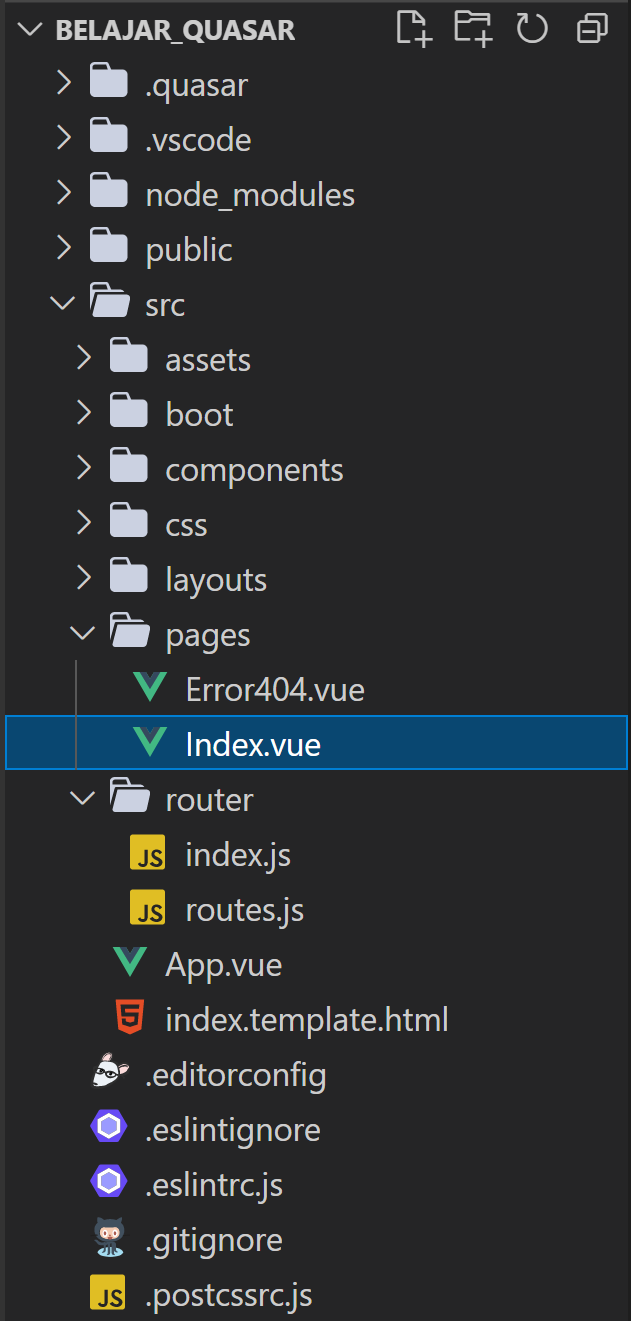 BELAJAR_QUASAR
.quasar
.vscode
node_modules
public
src
assets
boot
components
css
layouts
pages
Error404.vue
Index.vue
router
JS index.js
JS routes.js
App.vue
5 index.template.html
.editorconfig
.eslintignore
.eslintrc.js
.gitignore
JS .postcssrc.js